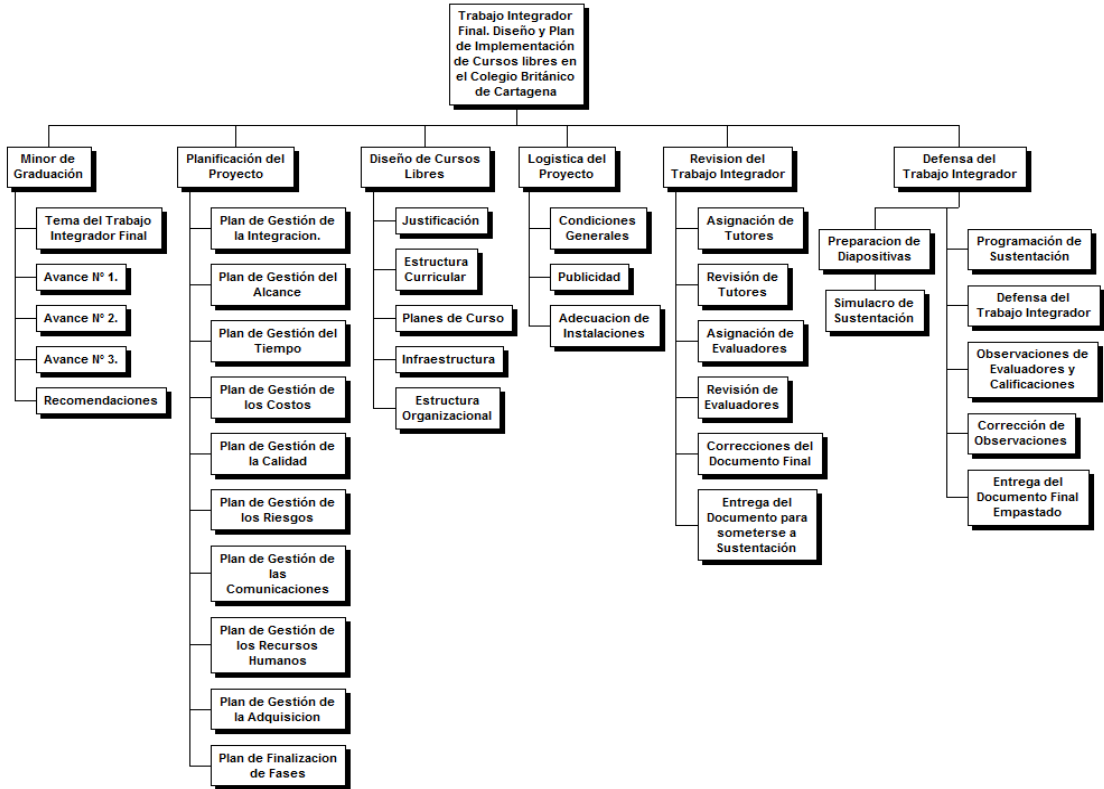 Trabajo Integrador
Final. Diseño y Plan
de Implementación
de Cursos libres en
el Colegio Británico
de Cartagena
Minor de
Graduación
Tema del Trabajo
Integrador Final
Avance Nº 1.
Avance Nº 2.
Avance Nº 3.
Recomendaciones
Planificación del
Proyecto
Plan de Gestión de
la Integracion.
Plan de Gestión del
Alcance
Plan de Gestión del
Tiempo
Plan de Gestión de
los Costos
Plan de Gestión de
la Calidad
Plan de Gestión de
los Riesgos
Plan de Gestión de
las
Comunicaciones
Plan de Gestión de
los Recursos
Humanos
Plan de Gestión de
la Adquisicion
Plan de Finalizacion
de Fases
Diseño de Cursos
Libres
Justificación
Estructura
Curricular
Planes de Curso
Infraestructura
Estructura
Organizacional
Logistica del
Proyecto
Condiciones
Generales
Publicidad
Adecuacion de
Instalaciones
Revision del
Trabajo Integrador
Asignación de
Tutores
Revisión de
Tutores
Asignación de
Evaluadores
Revisión de
Evaluadores
Correcciones del
Documento Final
Entrega del
Documento para
someterse a
Sustentación
Defensa del
Trabajo Integrador
Preparacion de
Diapositivas
Simulacro de
Sustentación
Programación de
Sustentación
Defensa del
Trabajo Integrador
Observaciones de
Evaluadores y
Calificaciones
Corrección de
Observaciones
Entrega del
Documento Final
Empastado